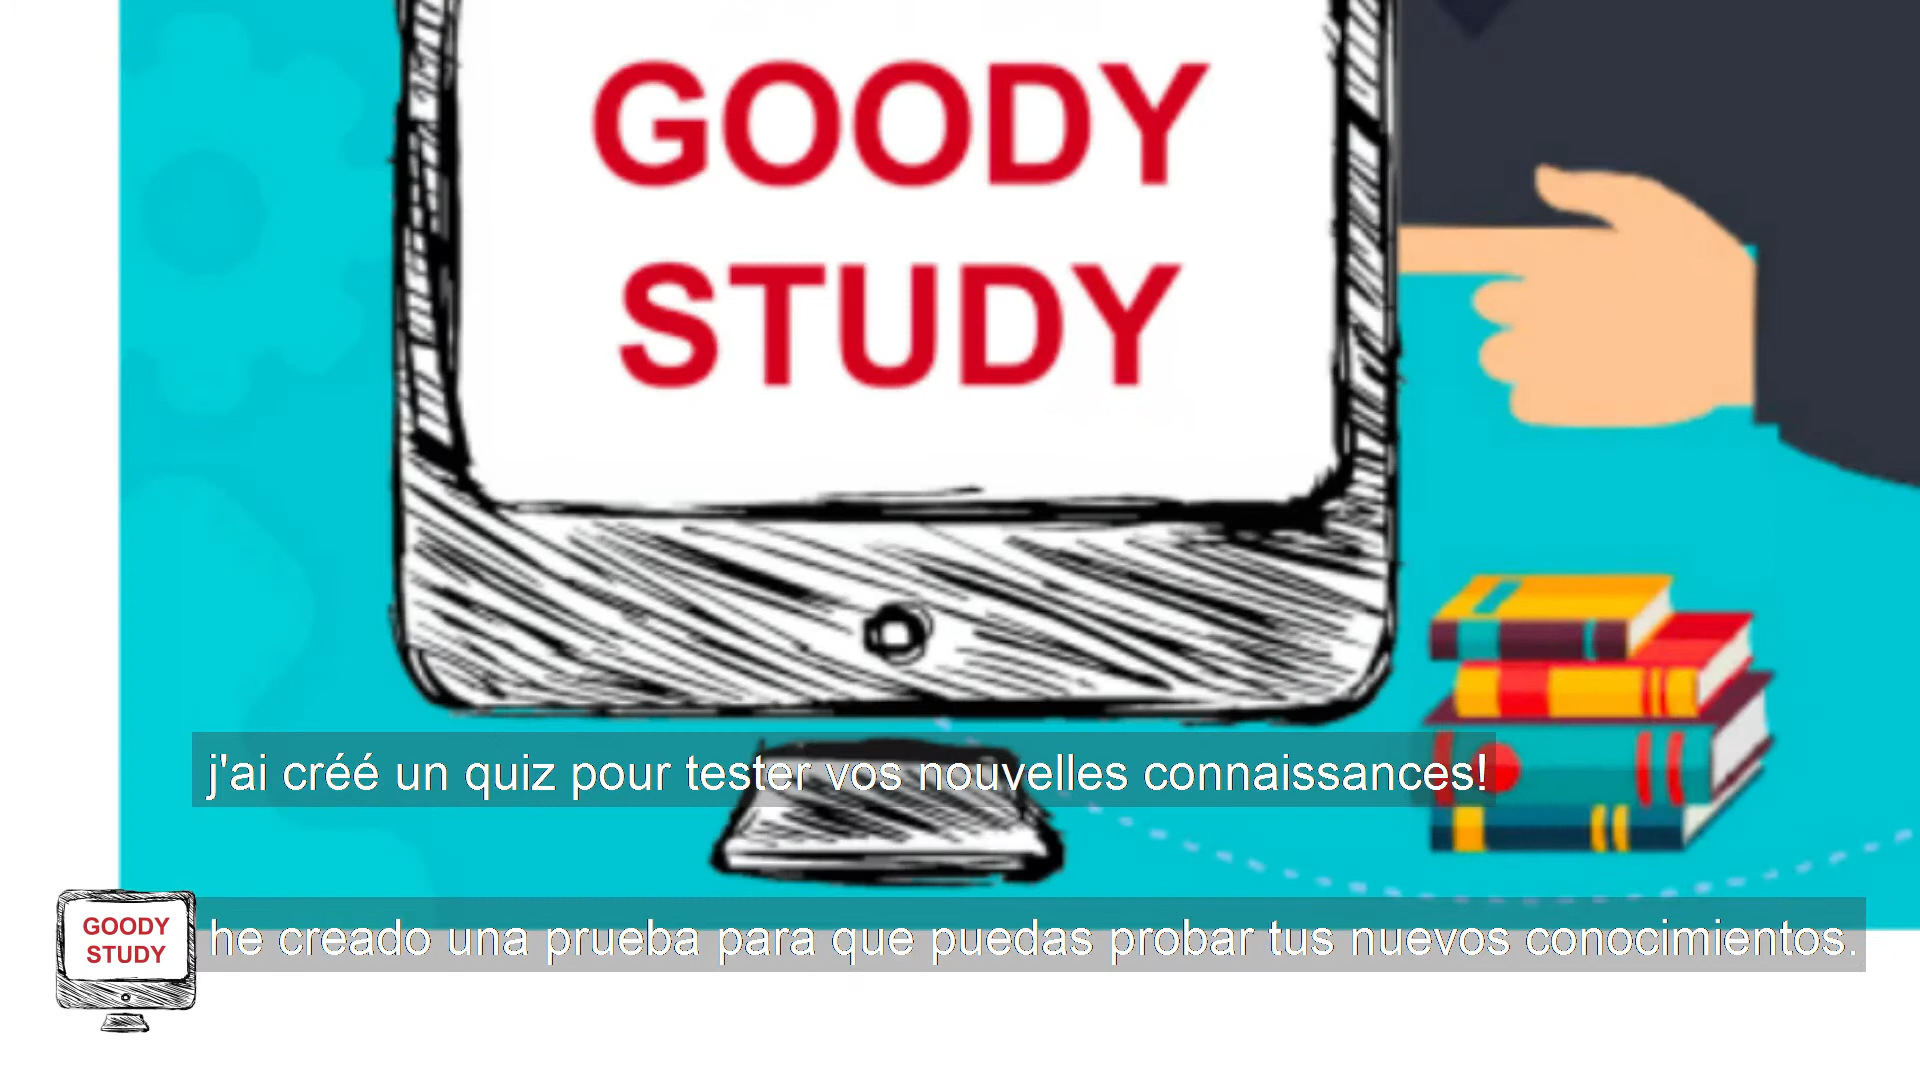 GOODY
STUDY
j'ai créé un quiz pour tester vos nouvelles connaissances!
GOODY
STUDY
he creado una prueba para que puedas probar tus nuevos conocimientos.